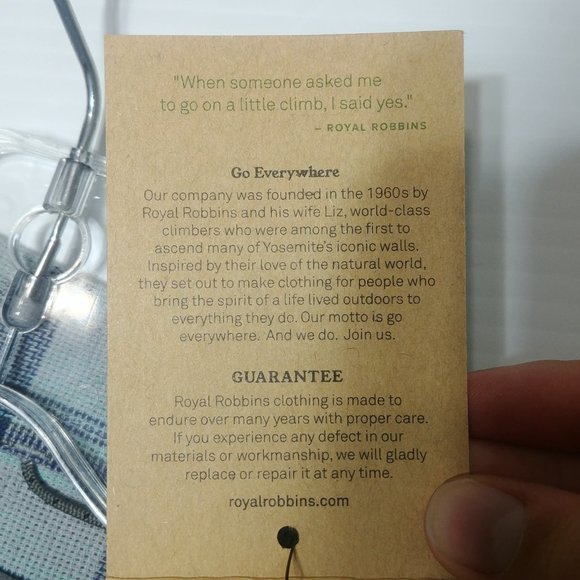 "When someone asked me
to go on a little climb, I said yes."
– ROYAL ROBBINS
Go Everywhere
Our company was founded in the 1960s by
Royal Robbins and his wife Liz, world-class
climbers who were among the first to
ascend many of Yosemite's iconic walls.
Inspired by their love of the natural world,
they set out to make clothing for people who
bring the spirit of a life lived outdoors to
everything they do. Our motto is go
everywhere. And we do. Join us.
GUARANTEE
Royal Robbins clothing is made to
endure over many years with proper care.
If you experience any defect in our
materials or workmanship, we will gladly
replace or repair it at any time.
royalrobbins.com